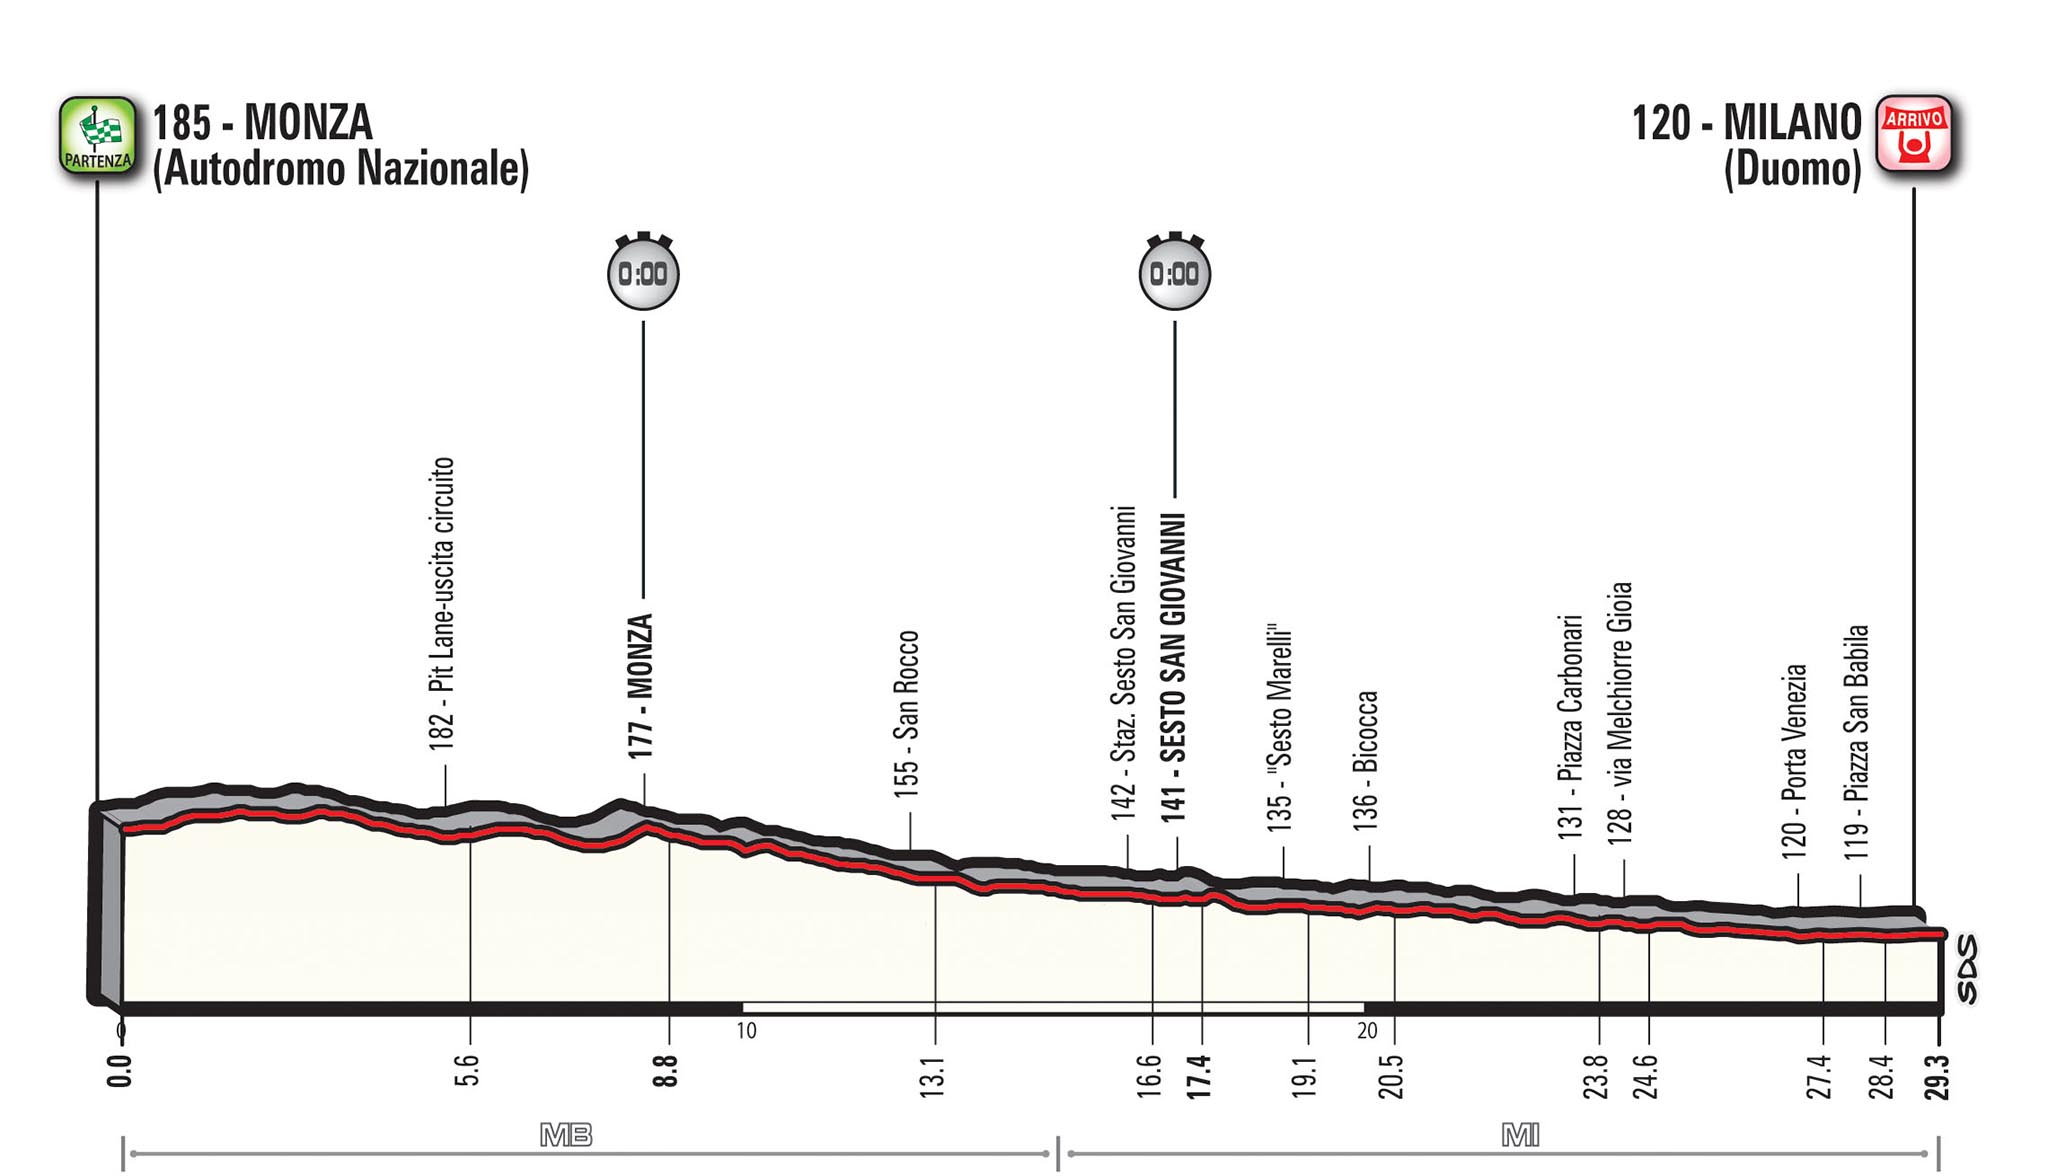 PARTENZA
185 - MONZA
(Autodromo Nazionale)
120 - MILANO
(Duomo)
ARRIVO
0:00
0:00
182 - Pit Lane-uscita circuito
177 - MONZA
155 - San Rocco
142 - Staz. Sesto San Giovanni
141 - SESTO SAN GIOVANNI
135 - "Sesto Marelli"
136 - Bicocca
131 - Piazza Carbonari
128 - via Melchiorre Gioia
120 - Porta Venezia
119 - Piazza San Babila
SDS
0
10
20
0.0
5.6
8.8
13.1
16.6
17.4
19.1
20.5
23.8
24.6
27.4
28.4
29.3
MB
MI